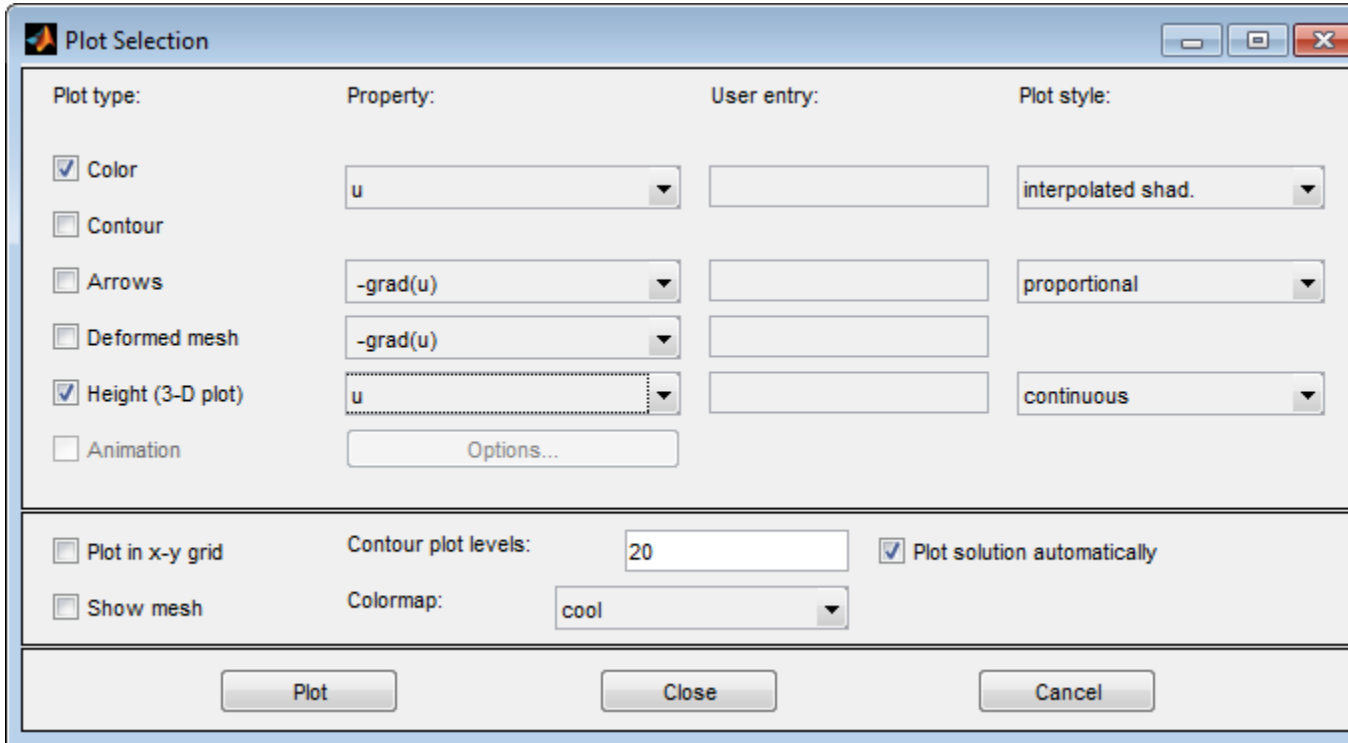 Plot Selection
Plot type: Property: User entry: Plot style:
Color u interpolated shad.
Contour
Arrows -grad(u) proportional
Deformed mesh -grad(u)
Height (3-D plot) u continuous
Animation Options...
Plot in x-y grid Contour plot levels: 20 Plot solution automatically
Show mesh Colormap: cool
Plot Close Cancel